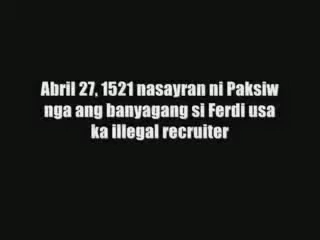 Abril 27, 1521 nasayran ni Paksiw
nga ang banyagang si Ferdi usa
ka illegal recruiter